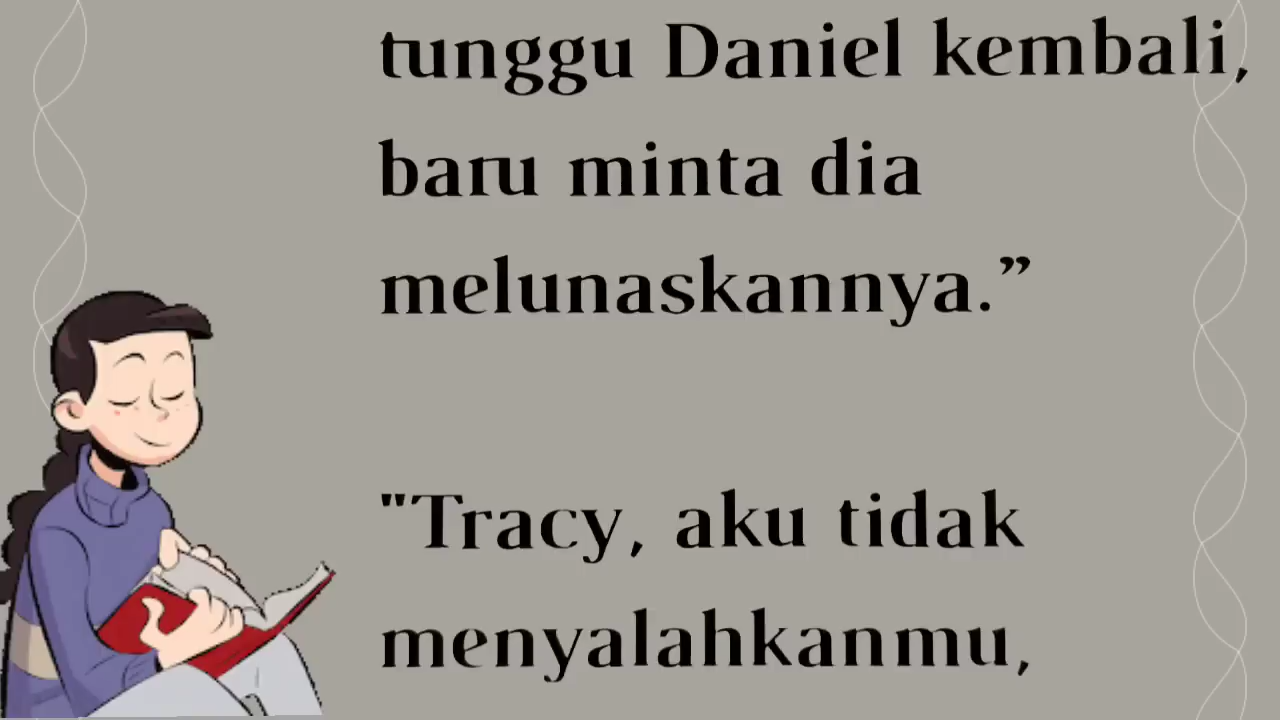 tunggu Daniel kembali,
baru minta dia
melunaskannya.”
"Tracy, aku tidak
menyalahkanmu,